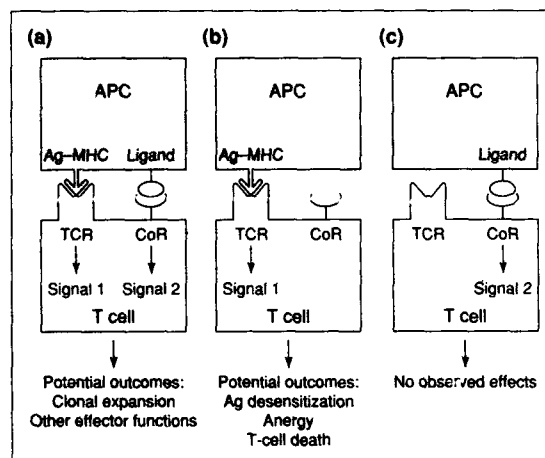 (a)
APC
Ag–MHC Ligand
TCR CoR
Signal 1 Signal 2
T cell
Potential outcomes:
Clonal expansion
Other effector functions
(b)
APC
Ag–MHC
TCR CoR
Signal 1
T cell
Potential outcomes:
Ag desensitization
Anergy
T-cell death
(c)
APC
Ligand
TCR CoR
Signal 2
T cell
No observed effects